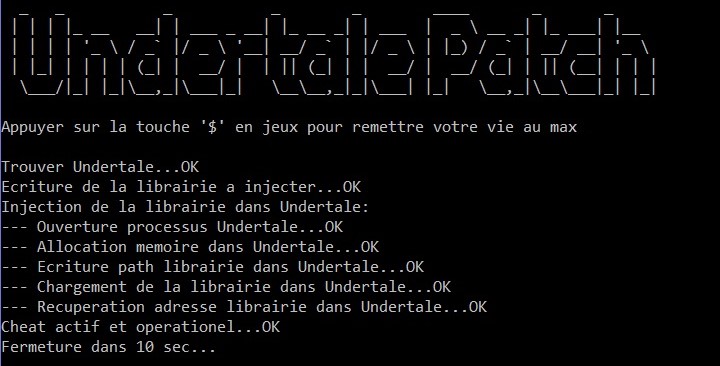 UndertalePatch
Appuyer sur la touche '$' en jeux pour remettre votre vie au max
Trouver Undertale...OK
Ecriture de la librairie a injecter...OK
Injection de la librairie dans Undertale:
--- Ouverture processus Undertale...OK
--- Allocation memoire dans Undertale...OK
--- Ecriture path librairie dans Undertale...OK
--- Chargement de la librairie dans Undertale...OK
--- Recuperation adresse librairie dans Undertale...OK
Cheat actif et operationel...OK
Fermeture dans 10 sec...